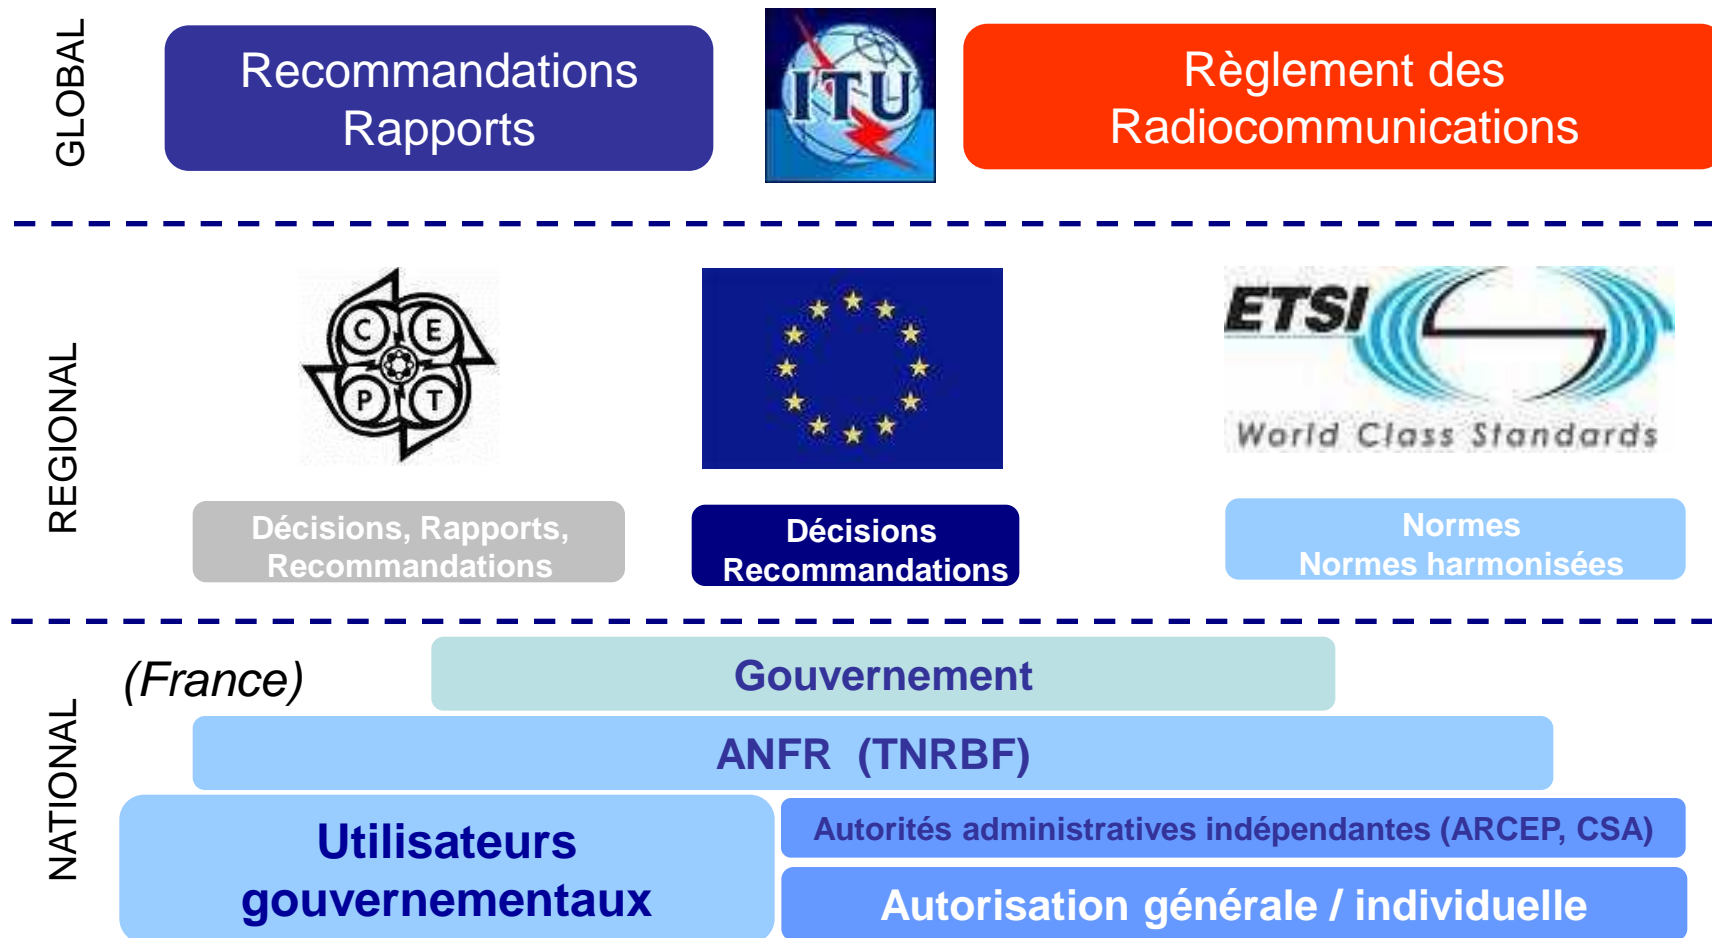 GLOBAL
Recommandations
Rapports
ITU
Règlement des
Radiocommunications
REGIONAL
C E
P T
Décisions, Rapports,
Recommandations
Décisions
Recommandations
ETSI
World Class Standards
Normes
Normes harmonisées
NATIONAL
(France)
Gouvernement
ANFR (TNRBF)
Utilisateurs
gouvernementaux
Autorités administratives indépendantes (ARCEP, CSA)
Autorisation générale / individuelle